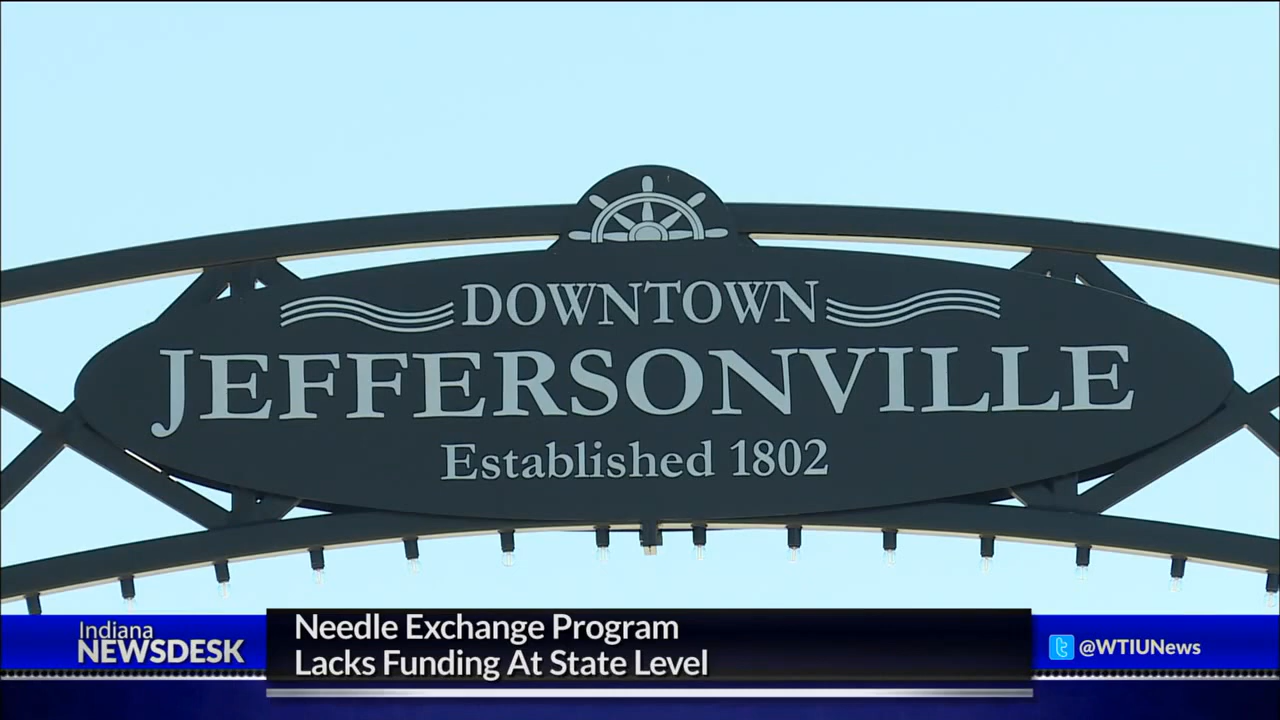 DOWNTOWN
JEFFERSONVILLE
Established 1802
Indiana
NEWSDESK
Needle Exchange Program
Lacks Funding At State Level
@WTIUNews